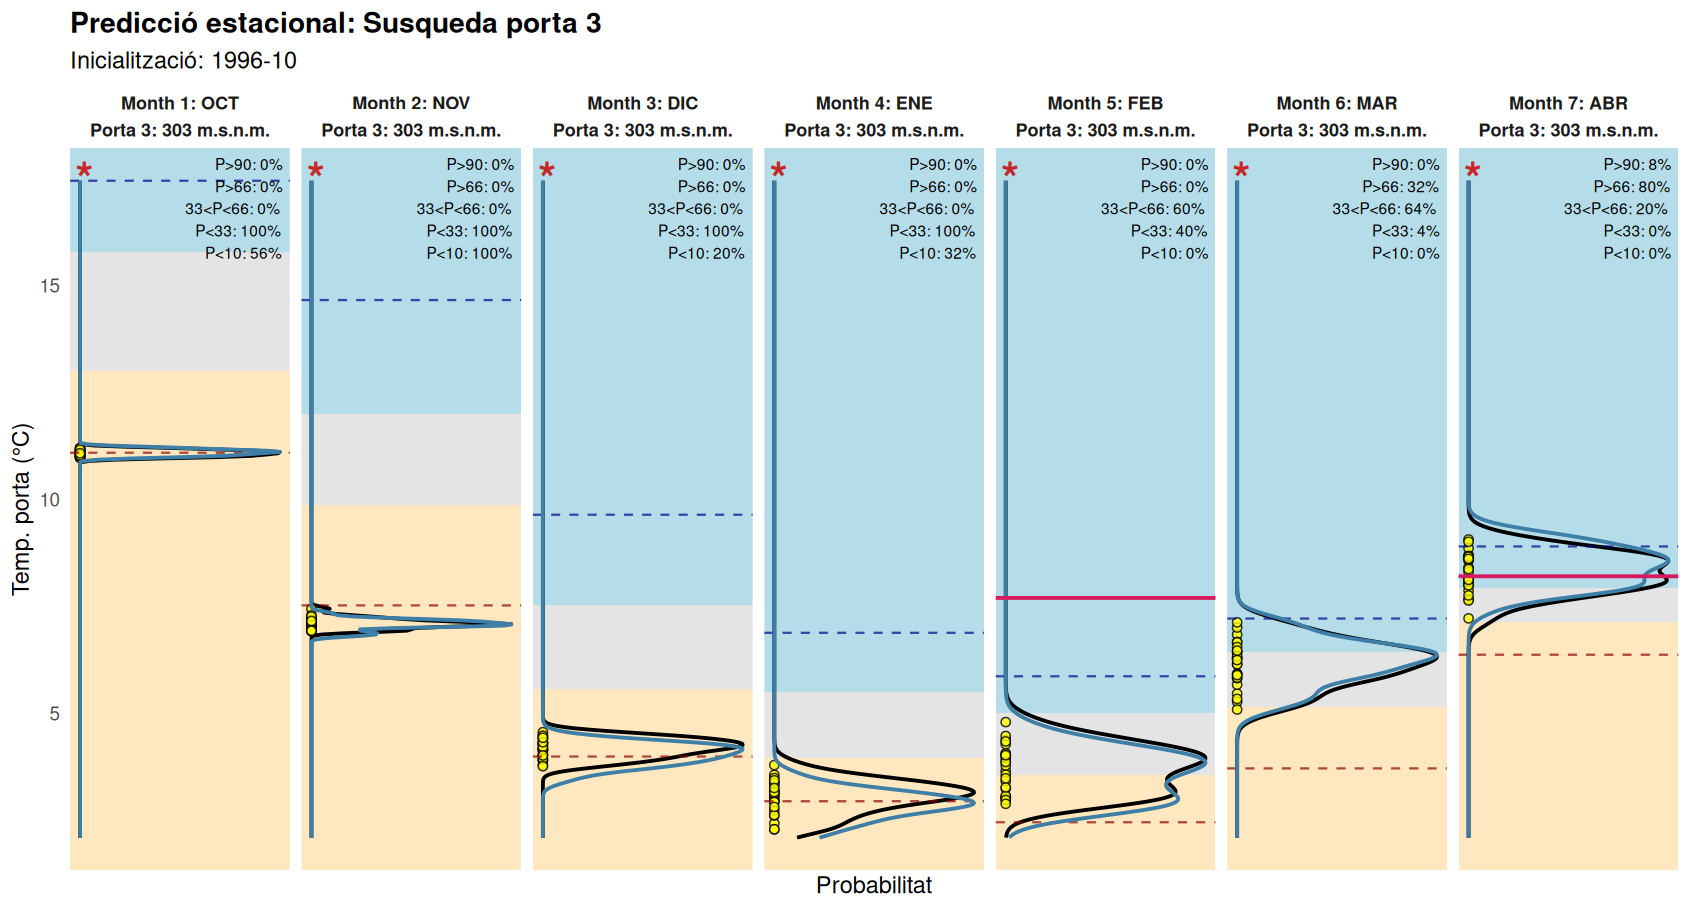 Predicció estacional: Susqueda porta 3
Inicialització: 1996-10
Month 1: OCT
Porta 3: 303 m.s.n.m.
Month 2: NOV
Porta 3: 303 m.s.n.m.
Month 3: DIC
Porta 3: 303 m.s.n.m.
Month 4: ENE
Porta 3: 303 m.s.n.m.
Month 5: FEB
Porta 3: 303 m.s.n.m.
Month 6: MAR
Porta 3: 303 m.s.n.m.
Month 7: ABR
Porta 3: 303 m.s.n.m.
*
P>90: 0%
P>66: 0%
33<P<66: 0%
P<33: 100%
P<10: 56%
*
P>90: 0%
P>66: 0%
33<P<66: 0%
P<33: 100%
P<10: 100%
*
P>90: 0%
P>66: 0%
33<P<66: 0%
P<33: 100%
P<10: 20%
*
P>90: 0%
P>66: 0%
33<P<66: 0%
P<33: 100%
P<10: 32%
*
P>90: 0%
P>66: 0%
33<P<66: 60%
P<33: 40%
P<10: 0%
*
P>90: 0%
P>66: 32%
33<P<66: 64%
P<33: 4%
P<10: 0%
*
P>90: 8%
P>66: 80%
33<P<66: 20%
P<33: 0%
P<10: 0%
15
10
5
Temp. porta (°C)
Probabilitat